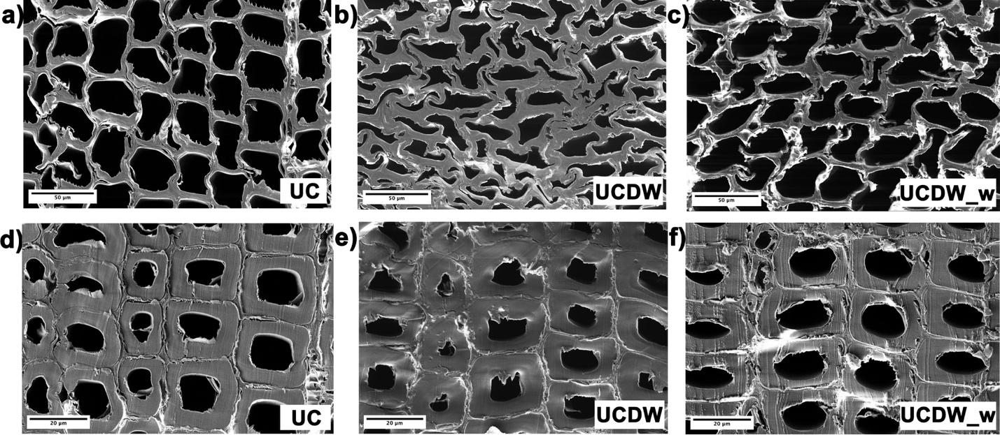 a)
50 µm
UC
b)
50 µm
UCDW
c)
50 µm
UCDW_w
d)
20 µm
UC
e)
20 µm
UCDW
f)
20 µm
UCDW_w